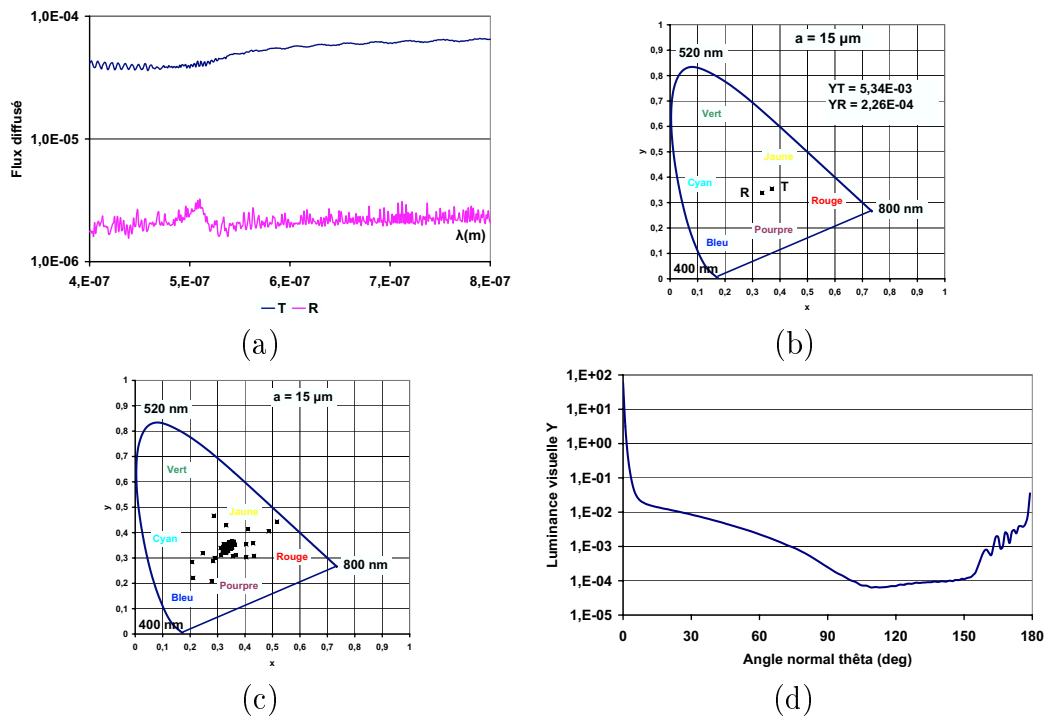 1,0E-04
1,0E-05
1,0E-06
Flux diffusé
4,E-07 5,E-07 6,E-07 7,E-07 8,E-07
λ(m)
T R
(a)
1
0,9
0,8
0,7
0,6
0,5
0,4
0,3
0,2
0,1
0
y
520 nm
a = 15 µm
YT = 5,34E-03
YR = 2,26E-04
Vert
Jaune
Cyan
R T
Rouge
800 nm
Pourpre
Bleu
400 nm
0 0,1 0,2 0,3 0,4 0,5 0,6 0,7 0,8 0,9 1
x
(b)
1
0,9
0,8
0,7
0,6
0,5
0,4
0,3
0,2
0,1
0
y
520 nm
a = 15 µm
Vert
Jaune
Cyan
Rouge
800 nm
Pourpre
Bleu
400 nm
0 0,1 0,2 0,3 0,4 0,5 0,6 0,7 0,8 0,9 1
x
(c)
1,E+02
1,E+01
1,E+00
1,E-01
1,E-02
1,E-03
1,E-04
1,E-05
Luminance visuelle Y
0 30 60 90 120 150 180
Angle normal thêta (deg)
(d)